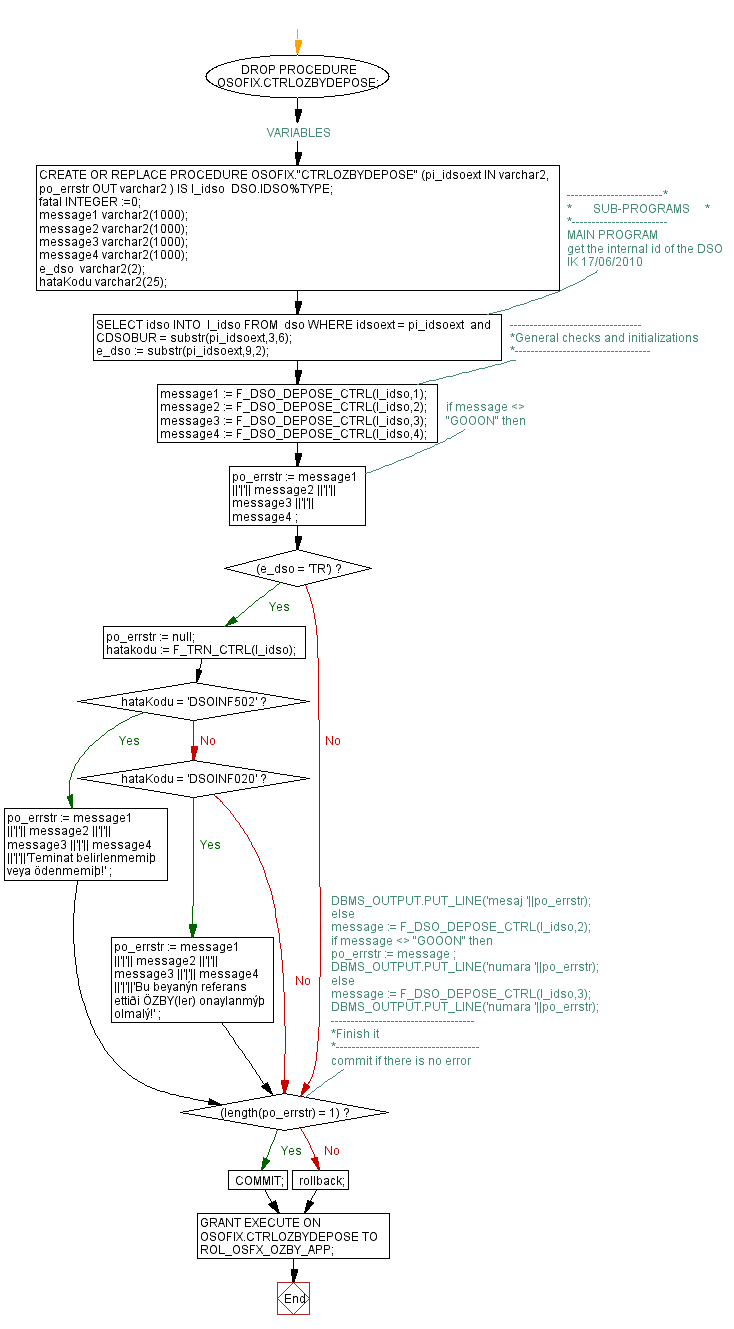 DROP PROCEDURE
OSOFIX.CTRLOZBYDEPOSE;
VARIABLES
CREATE OR REPLACE PROCEDURE OSOFIX."CTRLOZBYDEPOSE" (pi_idsoext IN varchar2,
po_errstr OUT varchar2 ) IS l_idso  DSO.IDSO%TYPE;
fatal INTEGER :=0;
message1 varchar2(1000);
message2 varchar2(1000);
message3 varchar2(1000);
message4 varchar2(1000);
e_dso  varchar2(2);
hataKodu varchar2(25);
-------------------------*
*      SUB-PROGRAMS    *
*-------------------------
MAIN PROGRAM
get the internal id of the DSO
IK 17/06/2010
SELECT idso INTO  l_idso FROM  dso WHERE idsoext = pi_idsoext  and
CDSOBUR = substr(pi_idsoext,3,6);
e_dso := substr(pi_idsoext,9,2);
----------------------------------
*General checks and initializations
*-----------------------------------
message1 := F_DSO_DEPOSE_CTRL(l_idso,1);
message2 := F_DSO_DEPOSE_CTRL(l_idso,2);
message3 := F_DSO_DEPOSE_CTRL(l_idso,3);
message4 := F_DSO_DEPOSE_CTRL(l_idso,4);
if message <>
"GOOON" then
po_errstr := message1
||'|'|| message2 ||'|'||
message3 ||'|'||
message4 ;
(e_dso = 'TR') ?
Yes
po_errstr := null;
hatakodu := F_TRN_CTRL(l_idso);
hataKodu = 'DSOINF502' ?
Yes
No
No
hataKodu = 'DSOINF020' ?
po_errstr := message1
||'|'|| message2 ||'|'||
message3 ||'|'|| message4
||'|'||'Teminat belirlenmemiþ
veya ödenmemiþ!' ;
Yes
DBMS_OUTPUT.PUT_LINE('mesaj '||po_errstr);
else
message := F_DSO_DEPOSE_CTRL(l_idso,2);
if message <> "GOOON" then
po_errstr := message ;
DBMS_OUTPUT.PUT_LINE('numara '||po_errstr);
else
message := F_DSO_DEPOSE_CTRL(l_idso,3);
DBMS_OUTPUT.PUT_LINE('numara '||po_errstr);
-------------------------------------
*Finish it
*-------------------------------------
commit if there is no error
po_errstr := message1
||'|'|| message2 ||'|'||
message3 ||'|'|| message4
||'|'||'Bu beyanýn referans
ettiði ÖZBY(ler) onaylanmýþ
olmalý!' ;
No
(length(po_errstr) = 1) ?
Yes
No
COMMIT;
rollback;
GRANT EXECUTE ON
OSOFIX.CTRLOZBYDEPOSE TO
ROL_OSFX_OZBY_APP;
End